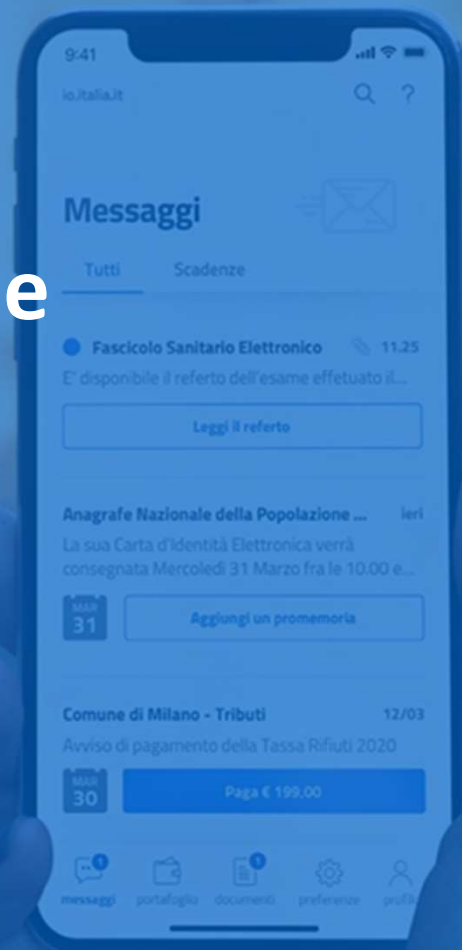 9:41
io.italia.it
?
Messaggi
Tutti Scadenze
e
Fascicolo Sanitario Elettronico 11.25
E' disponibile il referto dell'esame effetuato il...
Leggi il referto
Anagrafe Nazionale della Popolazione ... ieri
La sua Carta d'Identità Elettronica verrà
consegnata Mercoledì 31 Marzo fra le 10.00 e...
MAR
31
Aggiungi un promemoria
Comune di Milano - Tributi 12/03
Avviso di pagamento della Tassa Rifiuti 2020
MAR
30
Paga € 199,00
1 1
messaggi portafoglio documenti preferenze profil